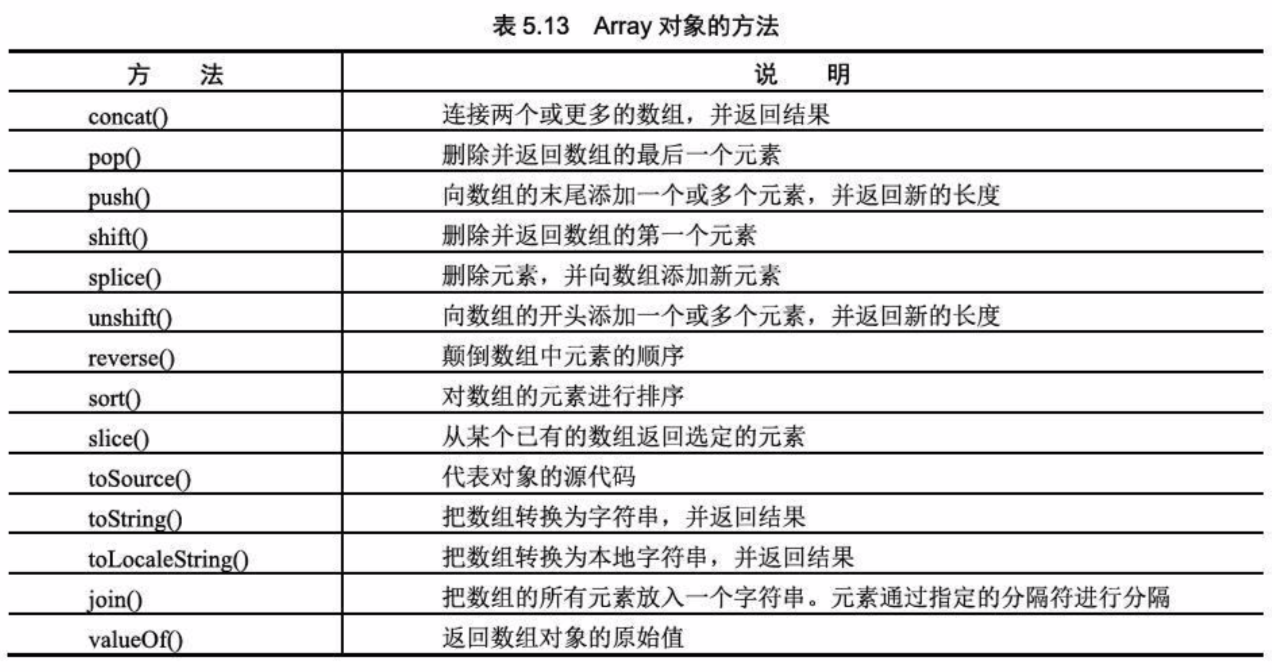 表 5.13 Array 对象的方法
方 法 说 明
concat() 连接两个或更多的数组，并返回结果
pop() 删除并返回数组的最后一个元素
push() 向数组的末尾添加一个或多个元素，并返回新的长度
shift() 删除并返回数组的第一个元素
splice() 删除元素，并向数组添加新元素
unshift() 向数组的开头添加一个或多个元素，并返回新的长度
reverse() 颠倒数组中元素的顺序
sort() 对数组的元素进行排序
slice() 从某个已有的数组返回选定的元素
toSource() 代表对象的源代码
toString() 把数组转换为字符串，并返回结果
toLocaleString() 把数组转换为本地字符串，并返回结果
join() 把数组的所有元素放入一个字符串。元素通过指定的分隔符进行分隔
valueOf() 返回数组对象的原始值